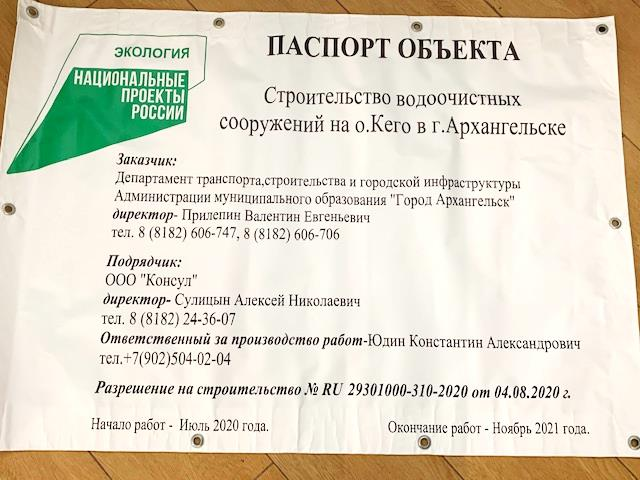 ЭКОЛОГИЯ
НАЦИОНАЛЬНЫЕ
ПРОЕКТЫ
РОССИИ
ПАСПОРТ ОБЪЕКТА
Строительство водоочистных
сооружений на о.Кего в г.Архангельске
Заказчик:
Департамент транспорта,строительства и городской инфраструктуры
Администрации муниципального образования "Город Архангельск"
директор- Прилепин Валентин Евгеньевич
тел. 8 (8182) 606-747, 8 (8182) 606-706
Подрядчик:
ООО "Консул"
директор- Сулицын Алексей Николаевич
тел. 8 (8182) 24-36-07
Ответственный за производство работ-Юдин Константин Александрович
тел.+7(902)504-02-04
Разрешение на строительство № RU 29301000-310-2020 от 04.08.2020 г.
Начало работ - Июль 2020 года.
Окончание работ - Ноябрь 2021 года.